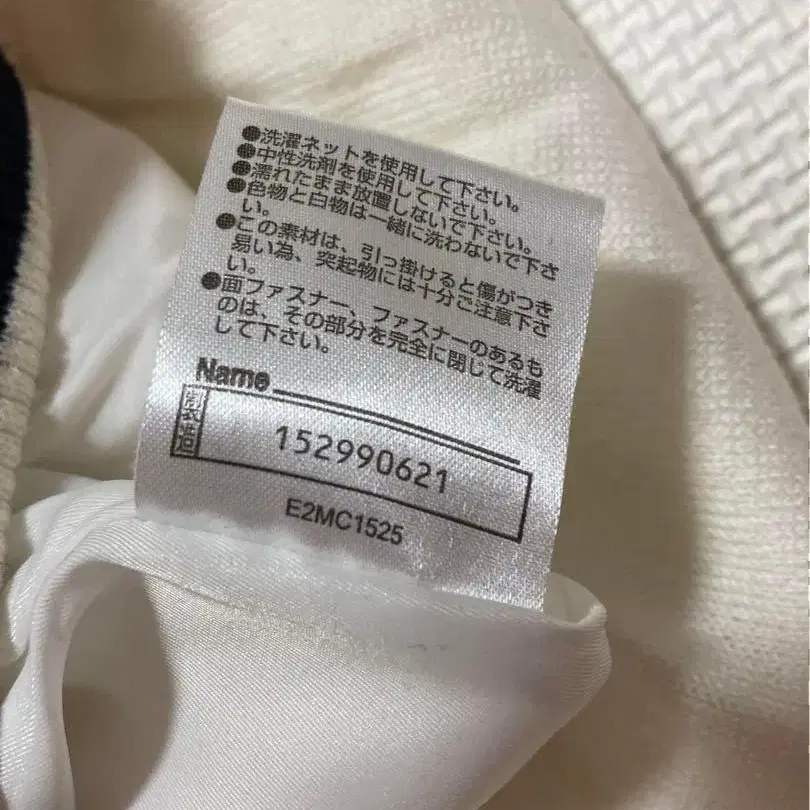 ●洗濯ネットを使用して下さい。
●中性洗剤を使用して下さい。
●濡れたまま放置しないで下さい。
●色物と白物は一緒に洗わないで下さ
い。
●この素材は、引っ掛けると傷がつき
易い為、突起物には十分ご注意下さ
い。
●面ファスナー、ファスナーのあるも
のは、その部分を完全に閉じて洗濯
して下さい。
Name
製造 152990621
E2MC1525